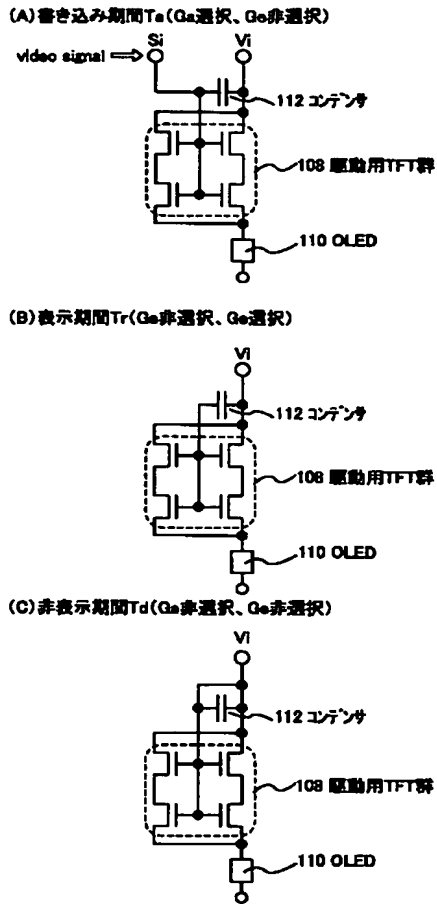 (A)書き込み期間Ta(Ga選択、Ge非選択)
Si Vi
video signal
112 コンデンサ
108 駆動用TFT群
110 OLED
(B)表示期間Tr(Ga非選択、Ge選択)
Vi
112 コンデンサ
108 駆動用TFT群
110 OLED
(C)非表示期間Td(Ga非選択、Ge非選択)
Vi
112 コンデンサ
108 駆動用TFT群
110 OLED